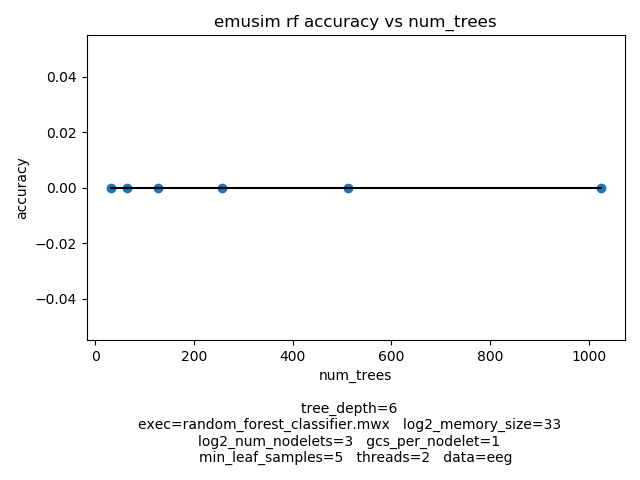 emusim rf accuracy vs num_trees
0.04
0.02
0.00
−0.02
−0.04
accuracy
0 200 400 600 800 1000
num_trees
tree_depth=6
exec=random_forest_classifier.mwx log2_memory_size=33
log2_num_nodelets=3 gcs_per_nodelet=1
min_leaf_samples=5 threads=2 data=eeg